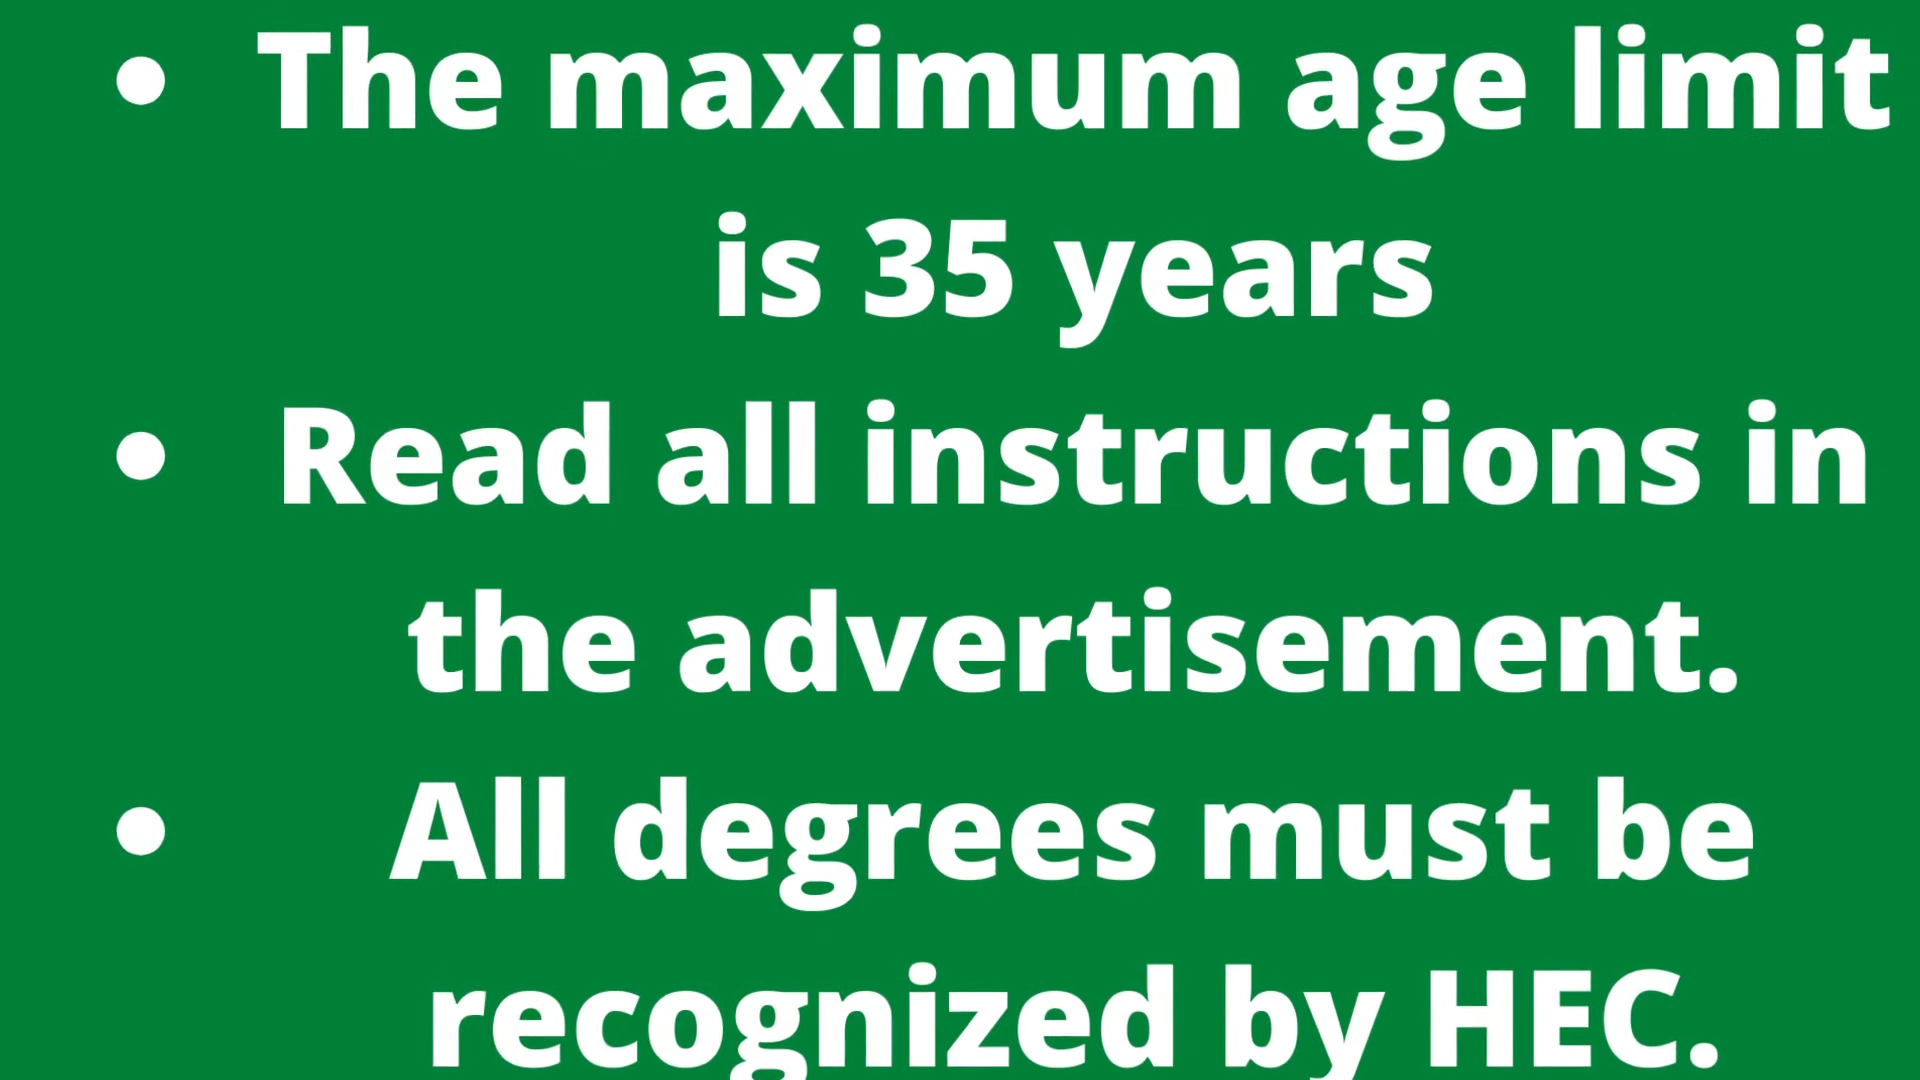 • The maximum age limit
is 35 years
• Read all instructions in
the advertisement.
• All degrees must be
recognized by HEC.